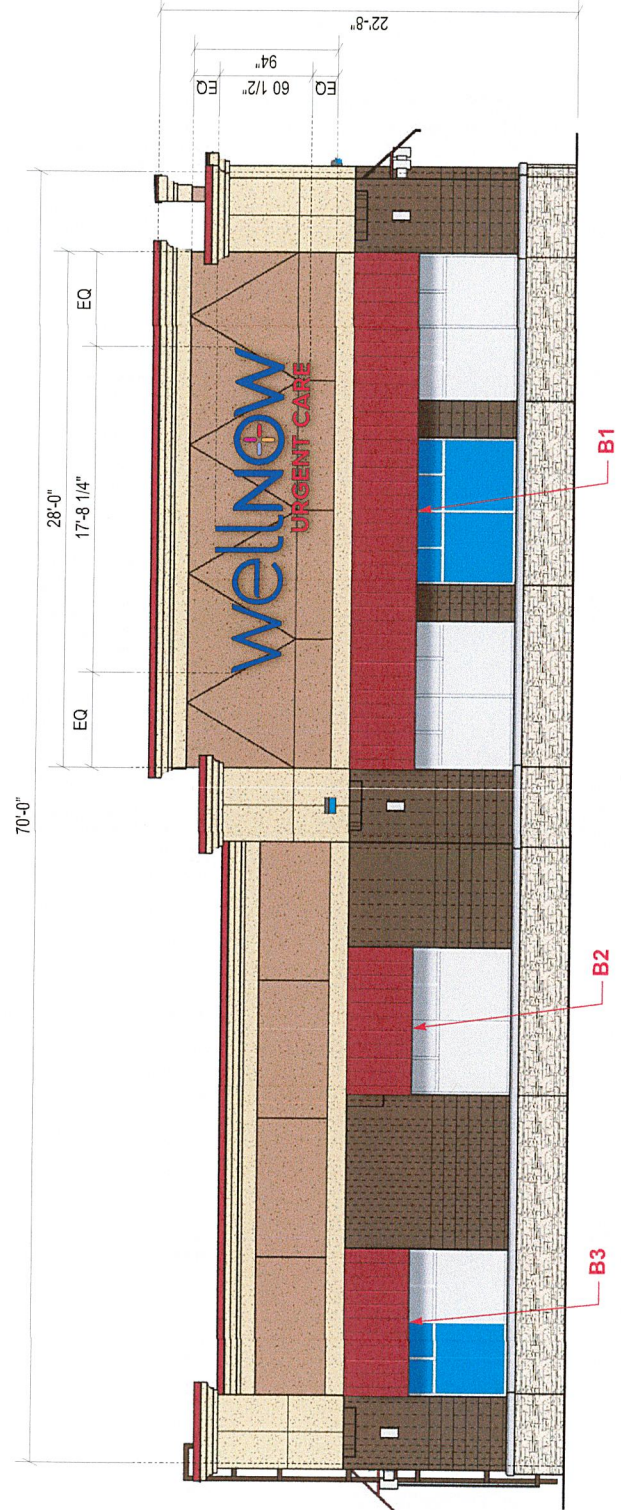 70'-0"
28'-0"
EQ
17'-8 1/4"
EQ
22'-8"
94"
EQ
60 1/2"
EQ
wellnow
URGENT CARE
B3
B2
B1